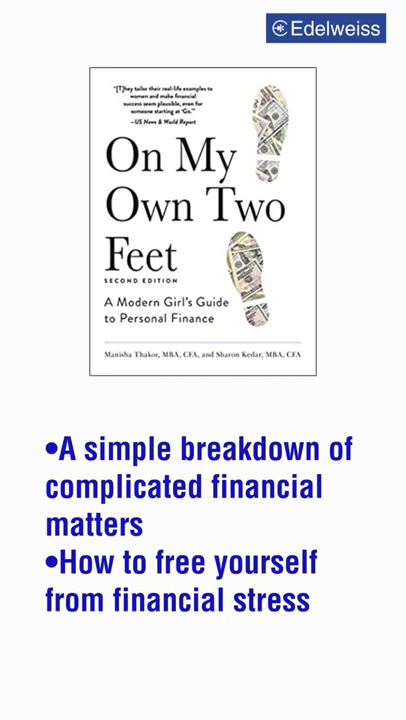 Edelweiss
"[T]hey tailor their real-life examples to
women and make financial
success seem plausible, even for
someone starting at 'Go.'"
—US News & World Report
On My
Own Two
Feet
SECOND EDITION
A Modern Girl's Guide
to Personal Finance
Manisha Thakor, MBA, CFA, and Sharon Kedar, MBA, CFA
•A simple breakdown of
complicated financial
matters
•How to free yourself
from financial stress